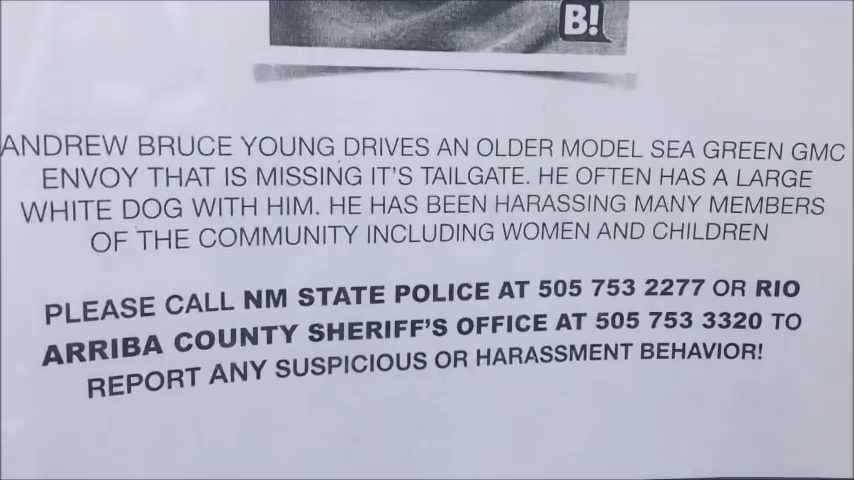 B!
ANDREW BRUCE YOUNG DRIVES AN OLDER MODEL SEA GREEN GMC
ENVOY THAT IS MISSING IT'S TAILGATE. HE OFTEN HAS A LARGE
WHITE DOG WITH HIM. HE HAS BEEN HARASSING MANY MEMBERS
OF THE COMMUNITY INCLUDING WOMEN AND CHILDREN
PLEASE CALL NM STATE POLICE AT 505 753 2277 OR RIO
ARRIBA COUNTY SHERIFF'S OFFICE AT 505 753 3320 TO
REPORT ANY SUSPICIOUS OR HARASSMENT BEHAVIOR!